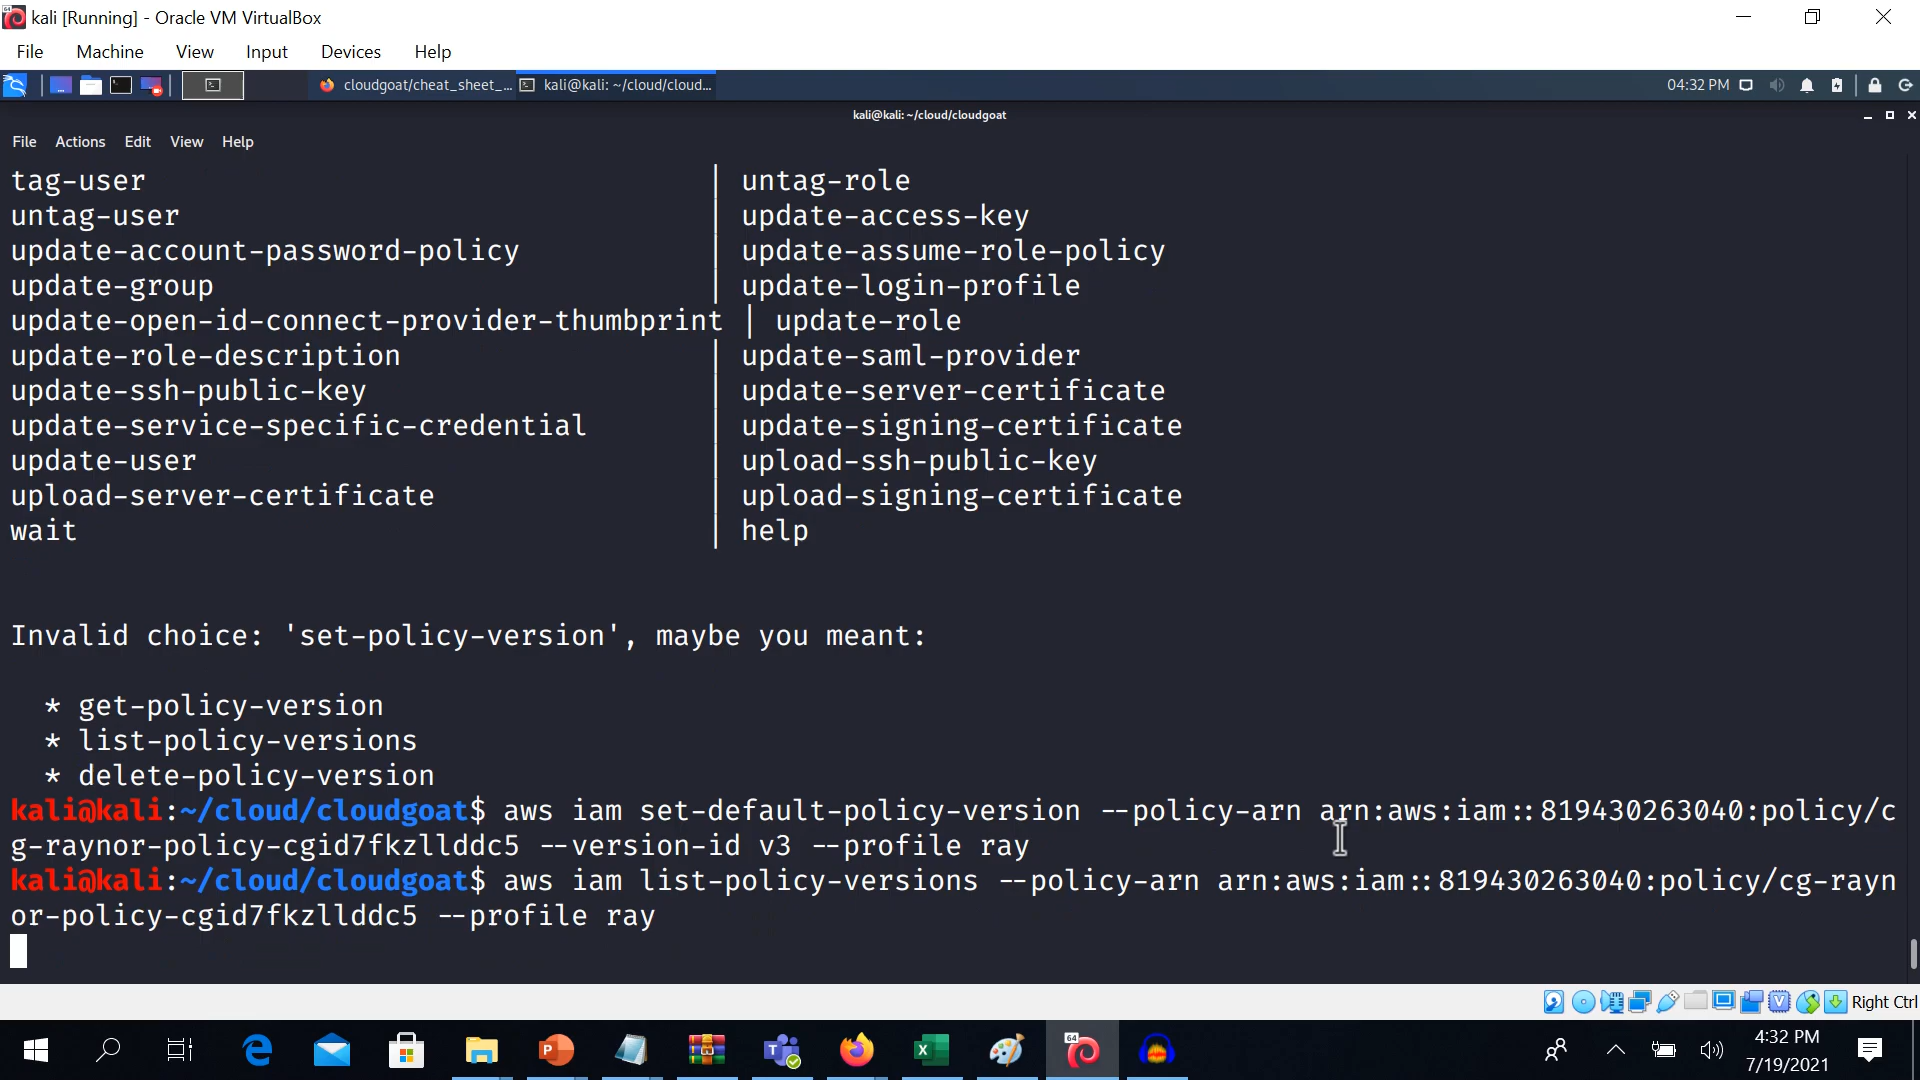 kali [Running] - Oracle VM VirtualBox
File Machine View Input Devices Help
cloudgoat/cheat_sheet_... kali@kali: ~/cloud/cloud... 04:32 PM
kali@kali: ~/cloud/cloudgoat
File Actions Edit View Help
tag-user | untag-role
untag-user | update-access-key
update-account-password-policy | update-assume-role-policy
update-group | update-login-profile
update-open-id-connect-provider-thumbprint | update-role
update-role-description | update-saml-provider
update-ssh-public-key | update-server-certificate
update-service-specific-credential | update-signing-certificate
update-user | upload-ssh-public-key
upload-server-certificate | upload-signing-certificate
wait | help
Invalid choice: 'set-policy-version', maybe you meant:
* get-policy-version
* list-policy-versions
* delete-policy-version
kali@kali:~/cloud/cloudgoat$ aws iam set-default-policy-version --policy-arn arn:aws:iam::819430263040:policy/c
g-raynor-policy-cgid7fkzllddc5 --version-id v3 --profile ray
kali@kali:~/cloud/cloudgoat$ aws iam list-policy-versions --policy-arn arn:aws:iam::819430263040:policy/cg-rayn
or-policy-cgid7fkzllddc5 --profile ray
Right Ctrl
4:32 PM
7/19/2021